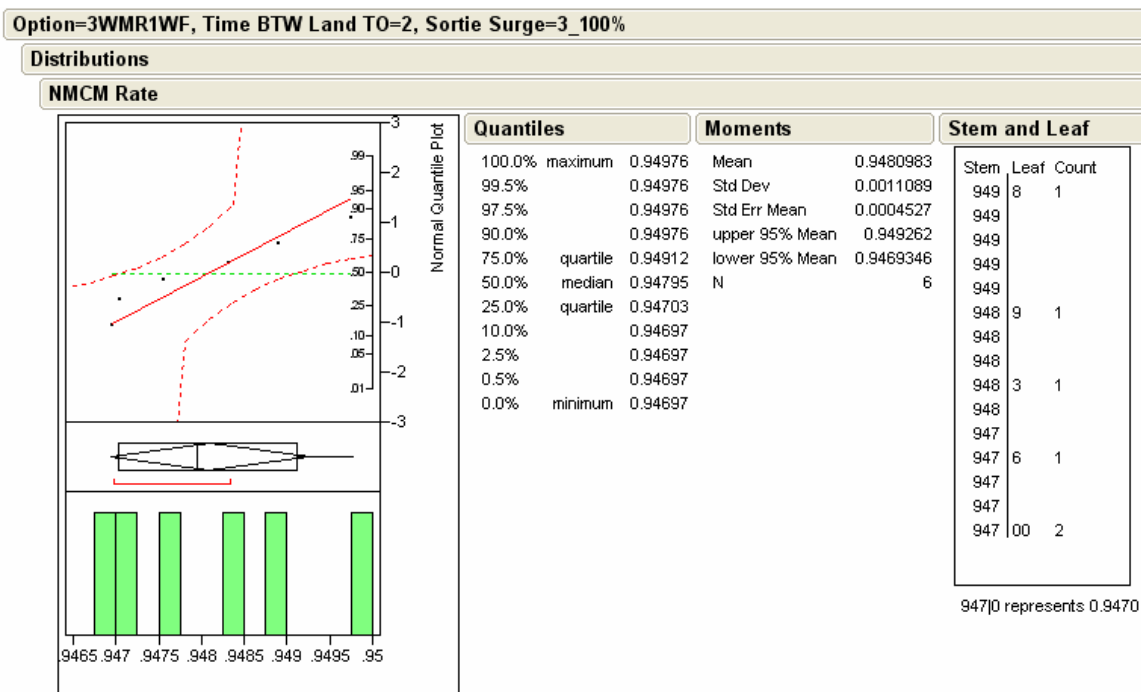 Option=3WMR1WF, Time BTW Land TO=2, Sortie Surge=3_100%
Distributions
NMCM Rate
3
2
1
0
-1
-2
-3
.99
.95
.90
.75
.50
.25
.10
.05
.01
Normal Quantile Plot
.9465 .947 .9475 .948 .9485 .949 .9495 .95
Quantiles
100.0% maximum 0.94976
99.5% 0.94976
97.5% 0.94976
90.0% 0.94976
75.0% quartile 0.94912
50.0% median 0.94795
25.0% quartile 0.94703
10.0% 0.94697
2.5% 0.94697
0.5% 0.94697
0.0% minimum 0.94697
Moments
Mean 0.9480983
Std Dev 0.0011089
Std Err Mean 0.0004527
upper 95% Mean 0.949262
lower 95% Mean 0.9469346
N 6
Stem and Leaf
Stem Leaf Count
949 8 1
949
949
949
949
948 9 1
948
948
948 3 1
948
947
947 6 1
947
947
947 00 2
947|0 represents 0.9470